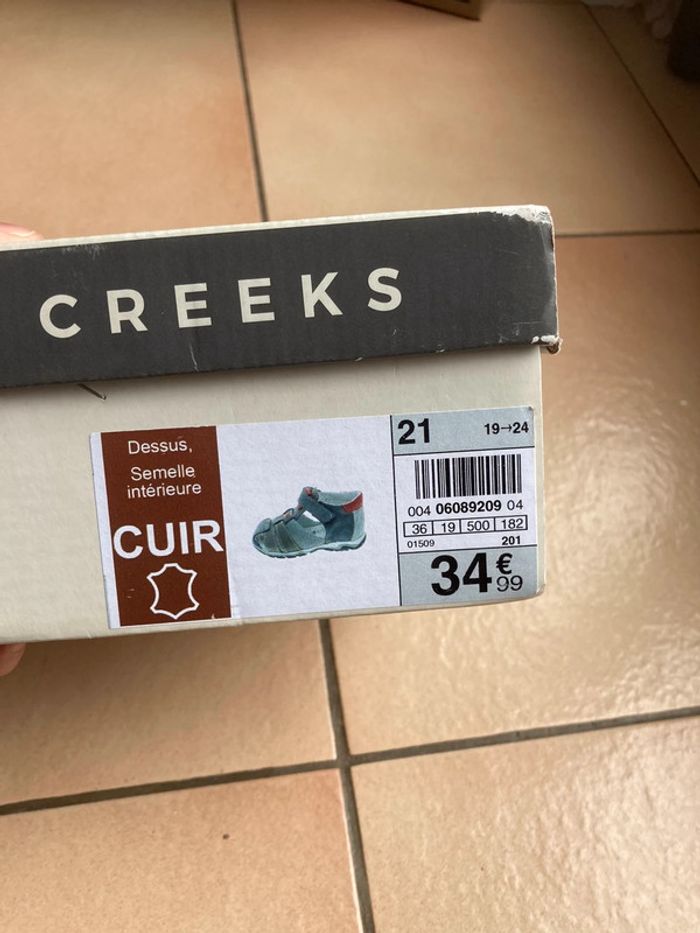 CREEKS
Dessus,
Semelle
intérieure
CUIR
21 19→24
004 06089209 04
36 19 500 182
01509 201
34€99